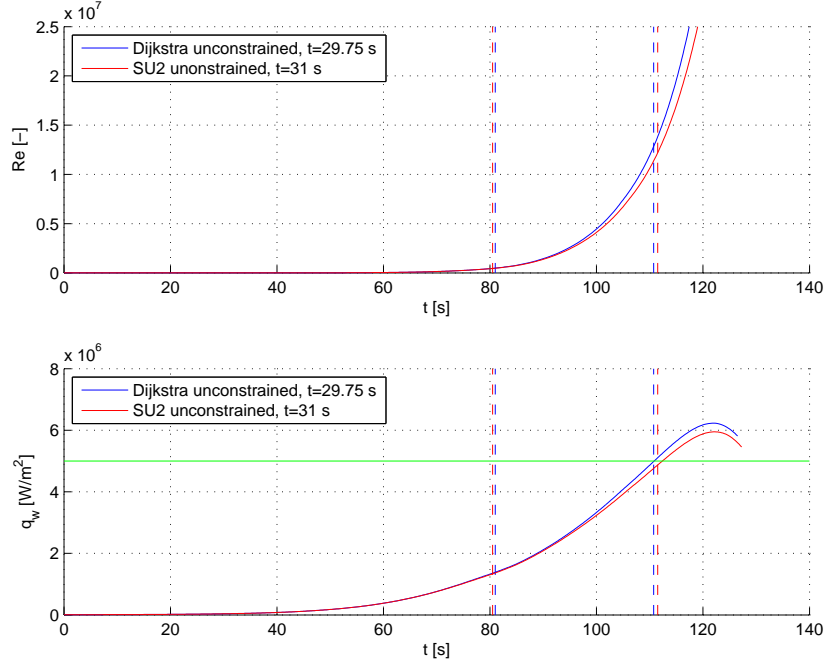 x 10^7
2.5
2
1.5
1
0.5
0
Re [−]
Dijkstra unconstrained, t=29.75 s
SU2 unonstrained, t=31 s
0 20 40 60 80 100 120 140
t [s]
x 10^6
8
6
4
2
0
q_w [W/m^2]
Dijkstra unconstrained, t=29.75 s
SU2 unconstrained, t=31 s
0 20 40 60 80 100 120 140
t [s]